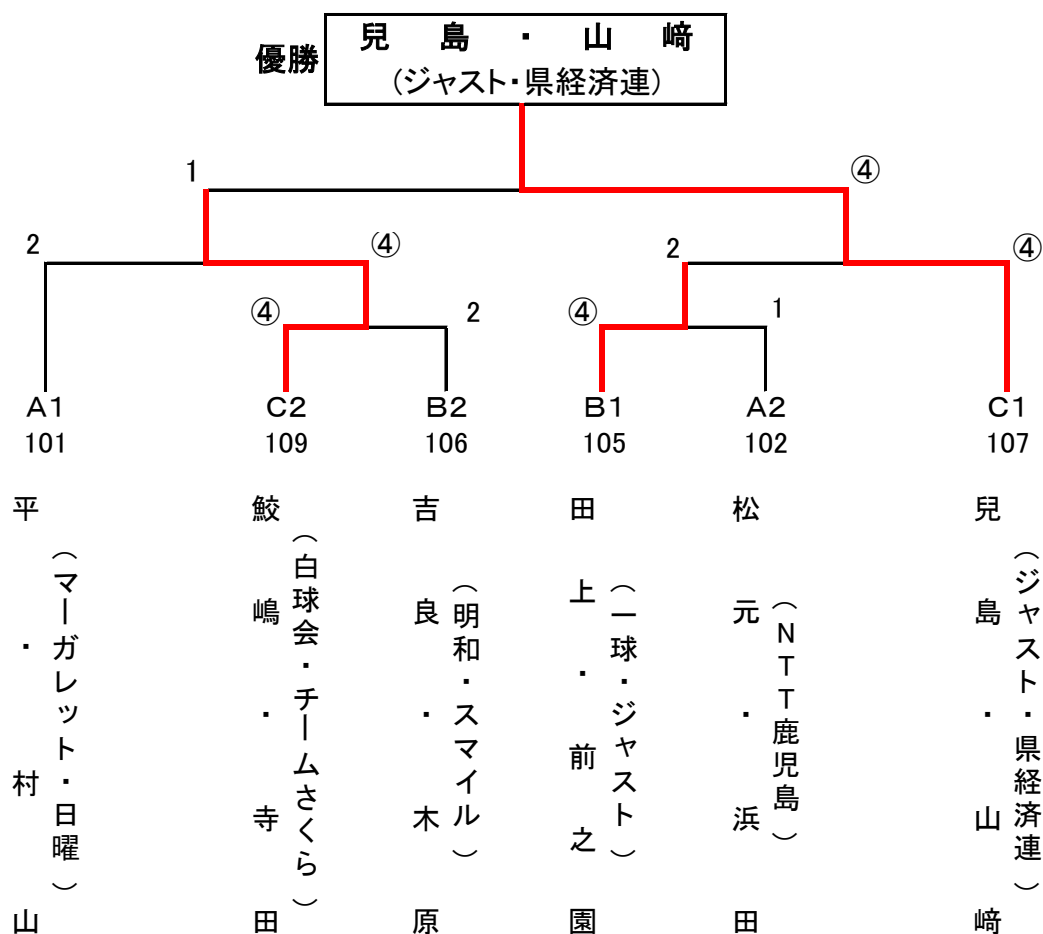 優勝
兒島・山﨑
(ジャスト・県経済連)
1
④
2
④
2
④
④
2
④
1
A1
C2
B2
B1
A2
C1
101
109
106
105
102
107
平・村山
(マーガレット・日曜)
鮫嶋・寺田
(白球会・チームさくら)
吉良・木原
(明和・スマイル)
田上・前之園
(一球・ジャスト)
松元・浜田
(NTT鹿児島)
兒島・山﨑
(ジャスト・県経済連)